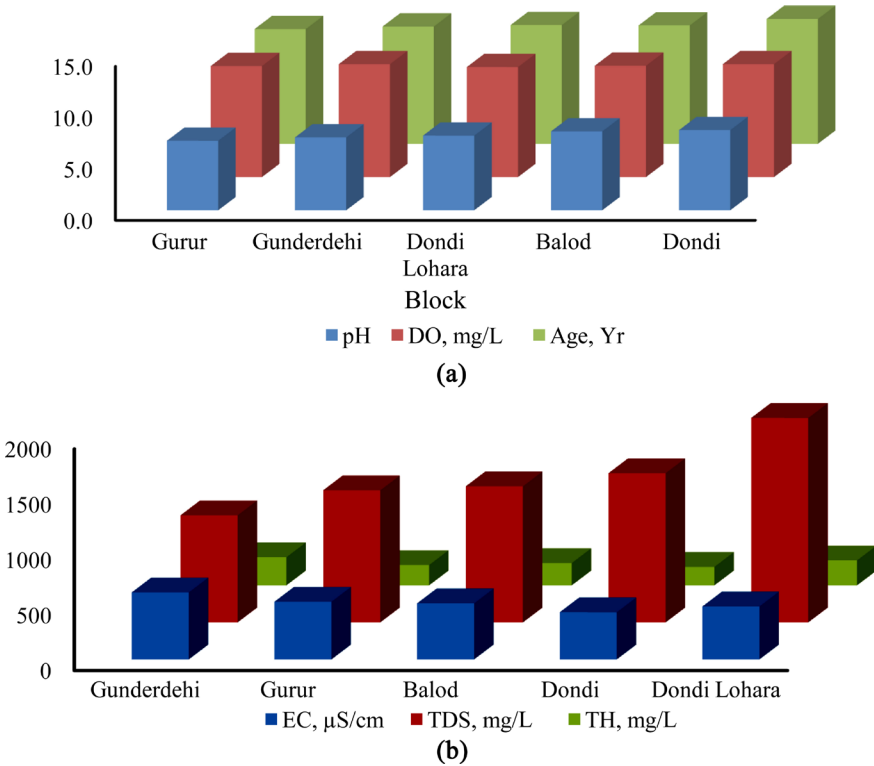 15.0
10.0
5.0
0.0
Gurur Gunderdehi Dondi Lohara Balod Dondi
Block
pH DO, mg/L Age, Yr
(a)
2000
1500
1000
500
0
Gunderdehi Gurur Balod Dondi Dondi Lohara
EC, µS/cm TDS, mg/L TH, mg/L
(b)